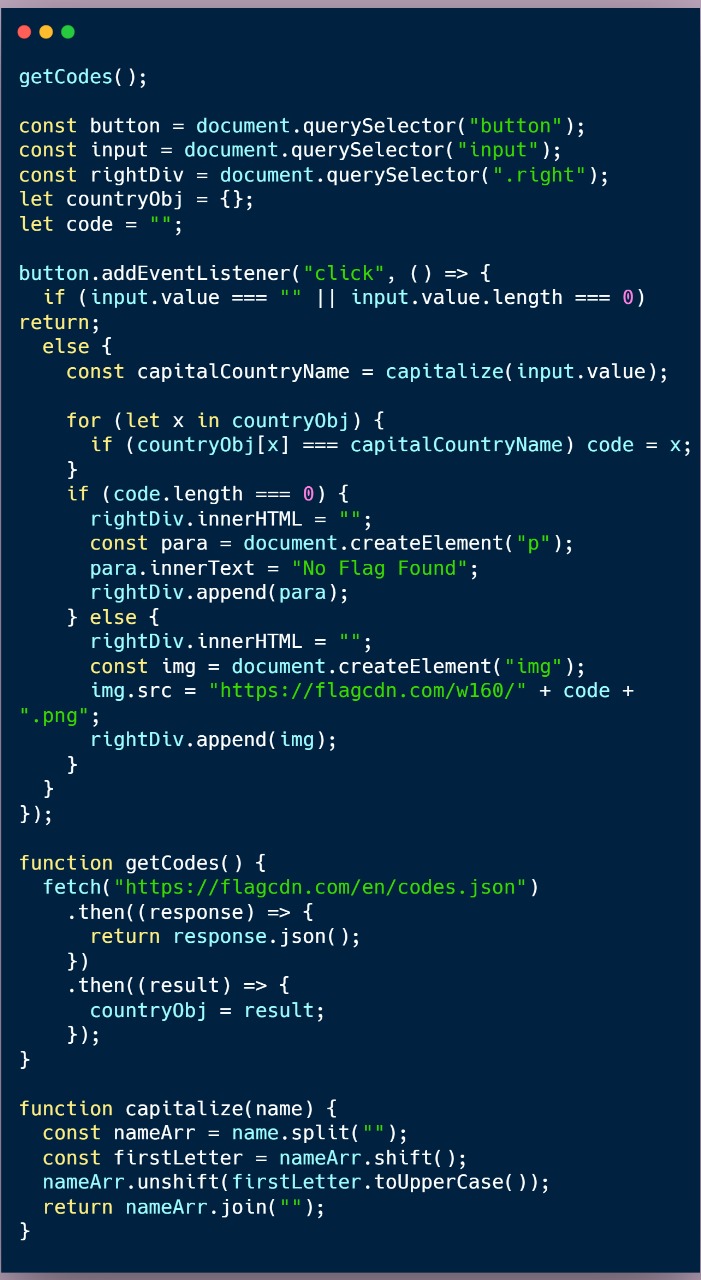 getCodes();

const button = document.querySelector("button");
const input = document.querySelector("input");
const rightDiv = document.querySelector(".right");
let countryObj = {};
let code = "";

button.addEventListener("click", () => {
  if (input.value === "" || input.value.length === 0)
return;
  else {
    const capitalCountryName = capitalize(input.value);

    for (let x in countryObj) {
      if (countryObj[x] === capitalCountryName) code = x;
    }
    if (code.length === 0) {
      rightDiv.innerHTML = "";
      const para = document.createElement("p");
      para.innerText = "No Flag Found";
      rightDiv.append(para);
    } else {
      rightDiv.innerHTML = "";
      const img = document.createElement("img");
      img.src = "https://flagcdn.com/w160/" + code +
".png";
      rightDiv.append(img);
    }
  }
});

function getCodes() {
  fetch("https://flagcdn.com/en/codes.json")
    .then((response) => {
      return response.json();
    })
    .then((result) => {
      countryObj = result;
    });
}

function capitalize(name) {
  const nameArr = name.split("");
  const firstLetter = nameArr.shift();
  nameArr.unshift(firstLetter.toUpperCase());
  return nameArr.join("");
}